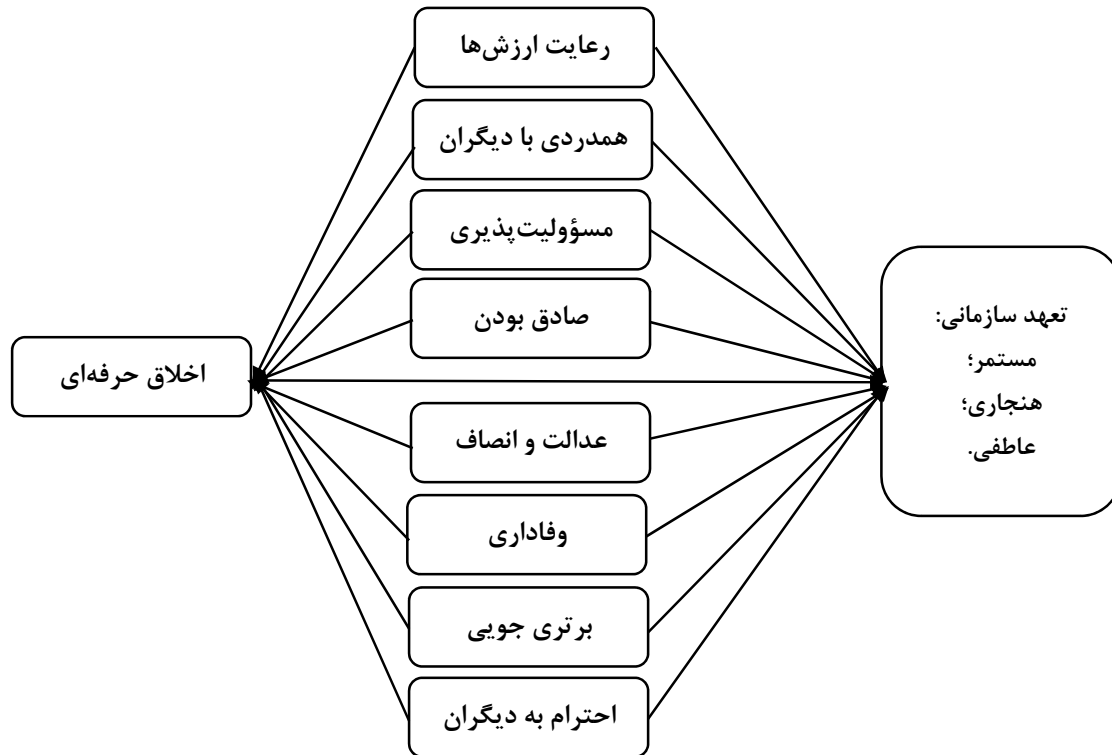 رعایت ارزش‌ها
همدردی با دیگران
مسؤولیت‌پذیری
صادق بودن
اخلاق حرفه‌ای
تعهد سازمانی:
مستمر؛
هنجاری؛
عاطفی.
عدالت و انصاف
وفاداری
برتری جویی
احترام به دیگران